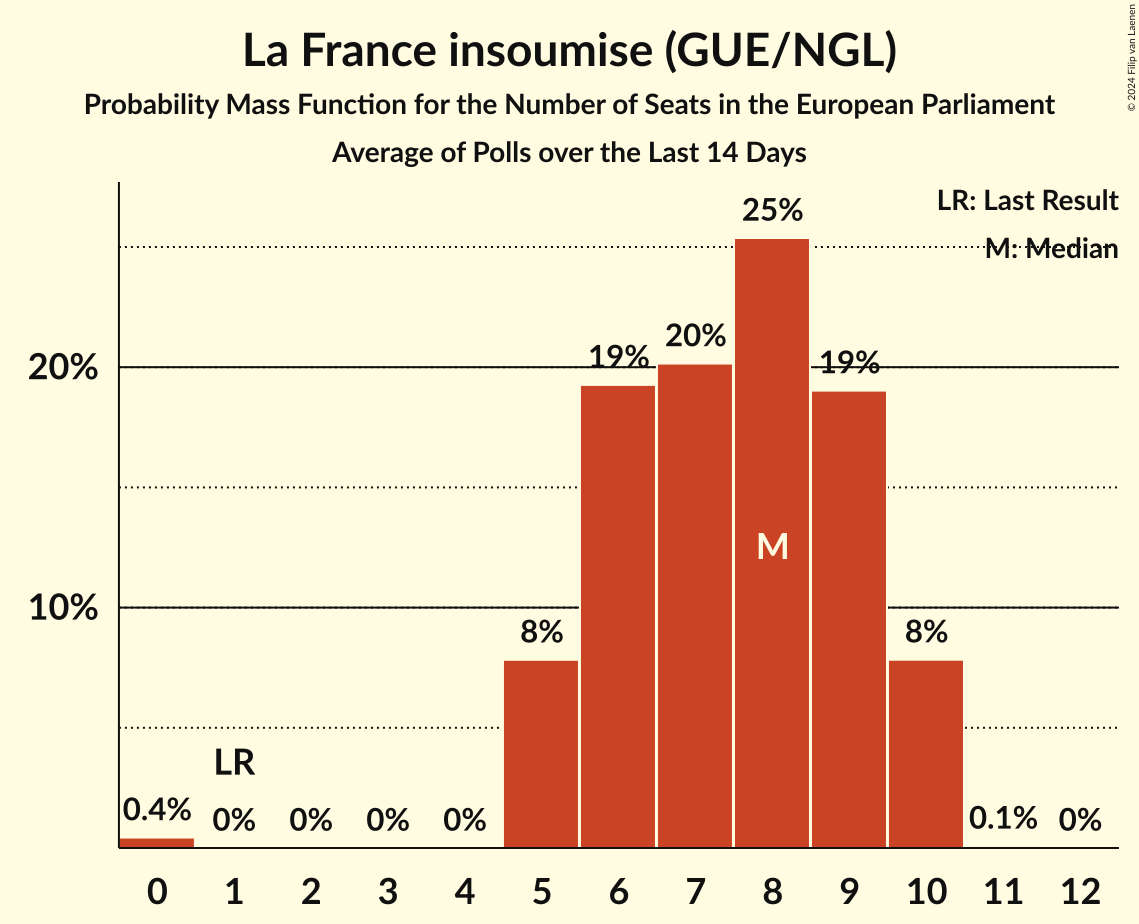 La France insoumise (GUE/NGL)
Probability Mass Function for the Number of Seats in the European Parliament
Average of Polls over the Last 14 Days
© 2024 Filip van Laenen
LR: Last Result
M: Median
20%
10%
0.4%
LR
0%
0%
0%
0%
8%
19%
20%
25%
M
19%
8%
0.1%
0%
0 1 2 3 4 5 6 7 8 9 10 11 12